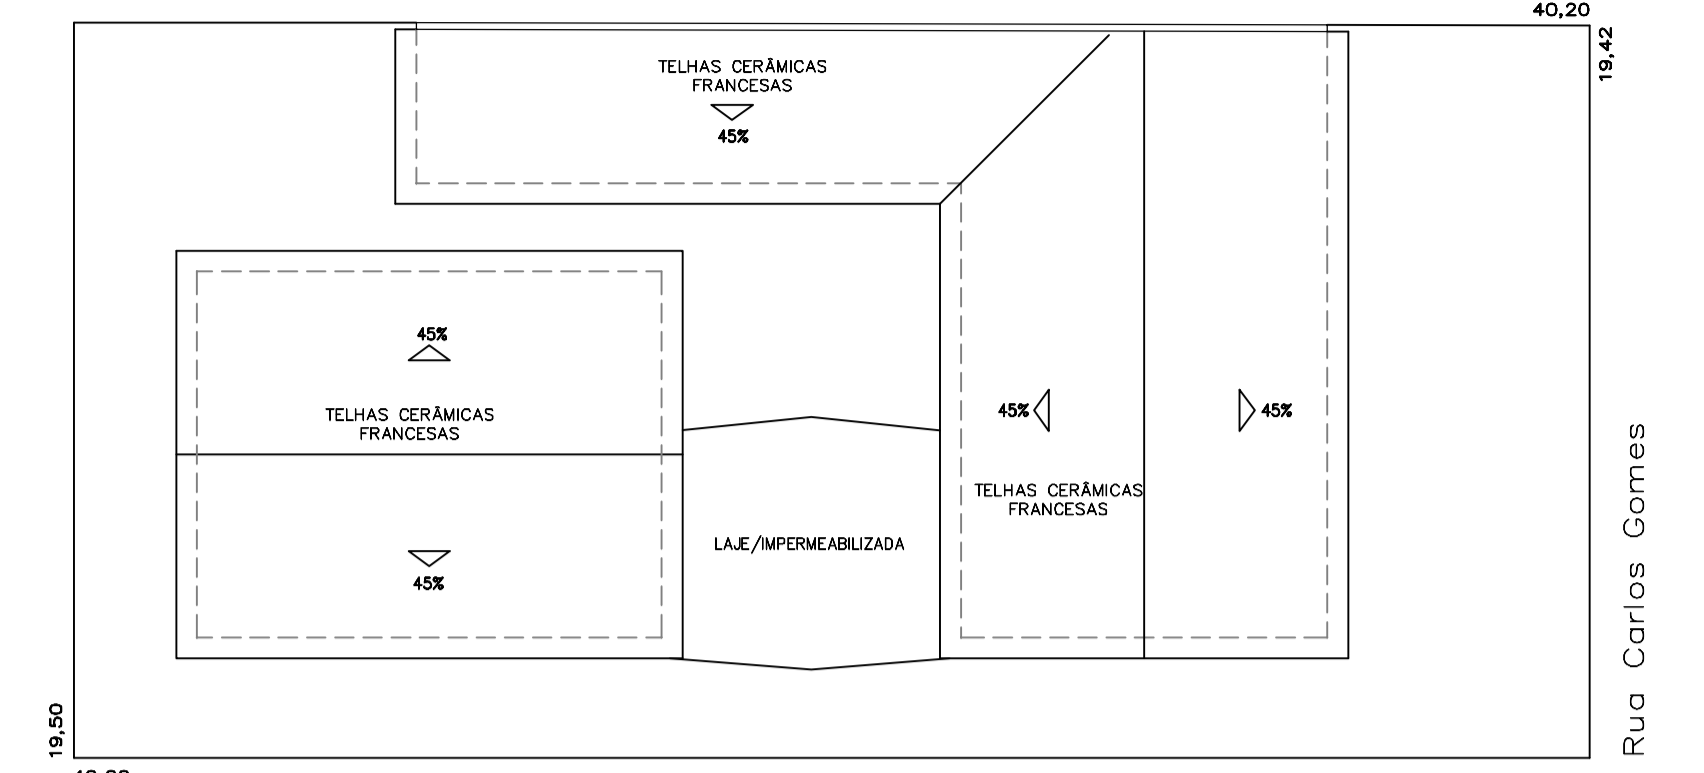 40,20
19,42
TELHAS CERÂMICAS
FRANCESAS
45%
45%
TELHAS CERÂMICAS
FRANCESAS
45%
45%
45%
TELHAS CERÂMICAS
FRANCESAS
LAJE/IMPERMEABILIZADA
Rua Carlos Gomes
19,50